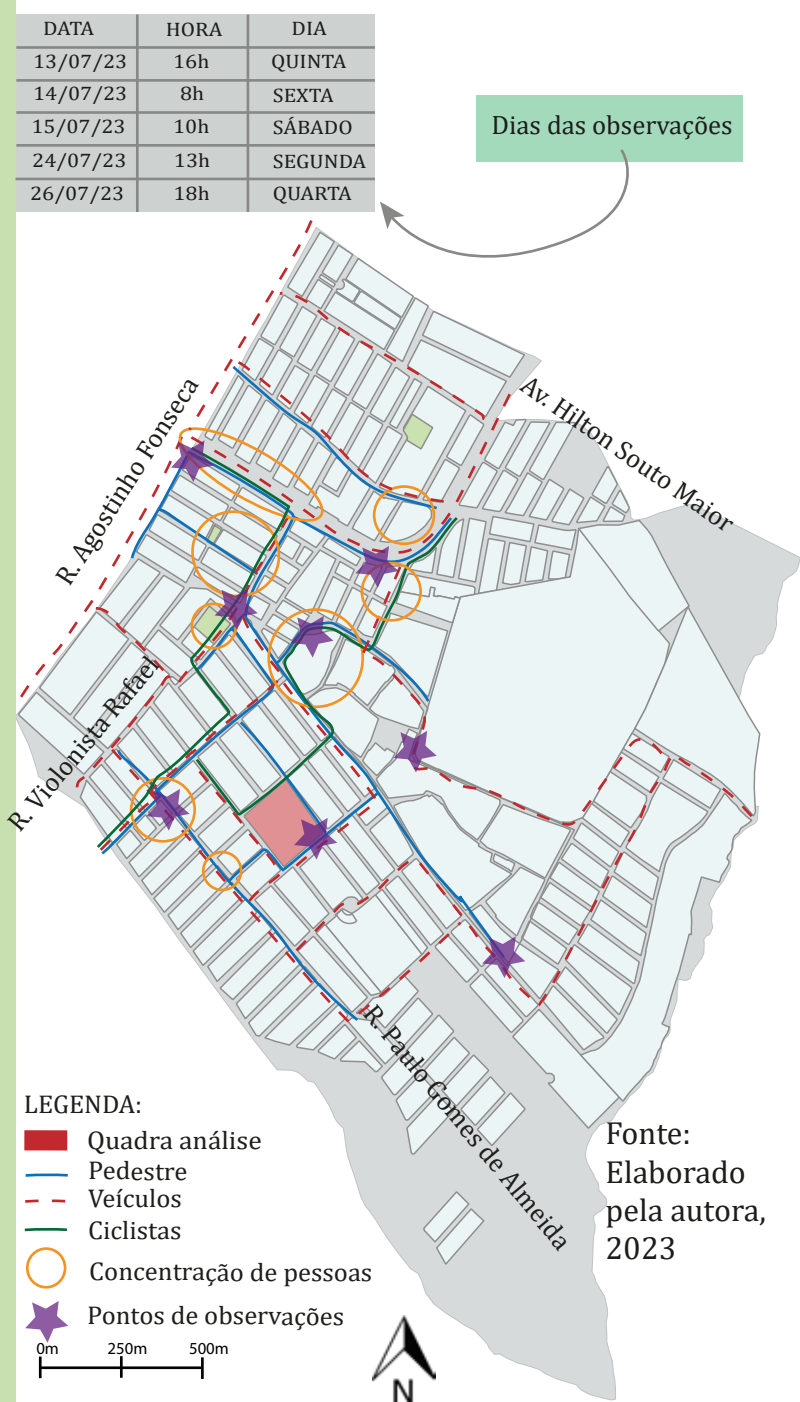 DATA HORA DIA
13/07/23 16h QUINTA
14/07/23 8h SEXTA
15/07/23 10h SÁBADO
24/07/23 13h SEGUNDA
26/07/23 18h QUARTA
Dias das observações
R. Agostinho Fonseca
Av. Hilton Souto Maior
R. Violonista Rafael
R. Paulo Gomes de Almeida
LEGENDA:
Quadra análise
Pedestre
Veículos
Ciclistas
Concentração de pessoas
Pontos de observações
0m 250m 500m
N
Fonte:
Elaborado
pela autora,
2023